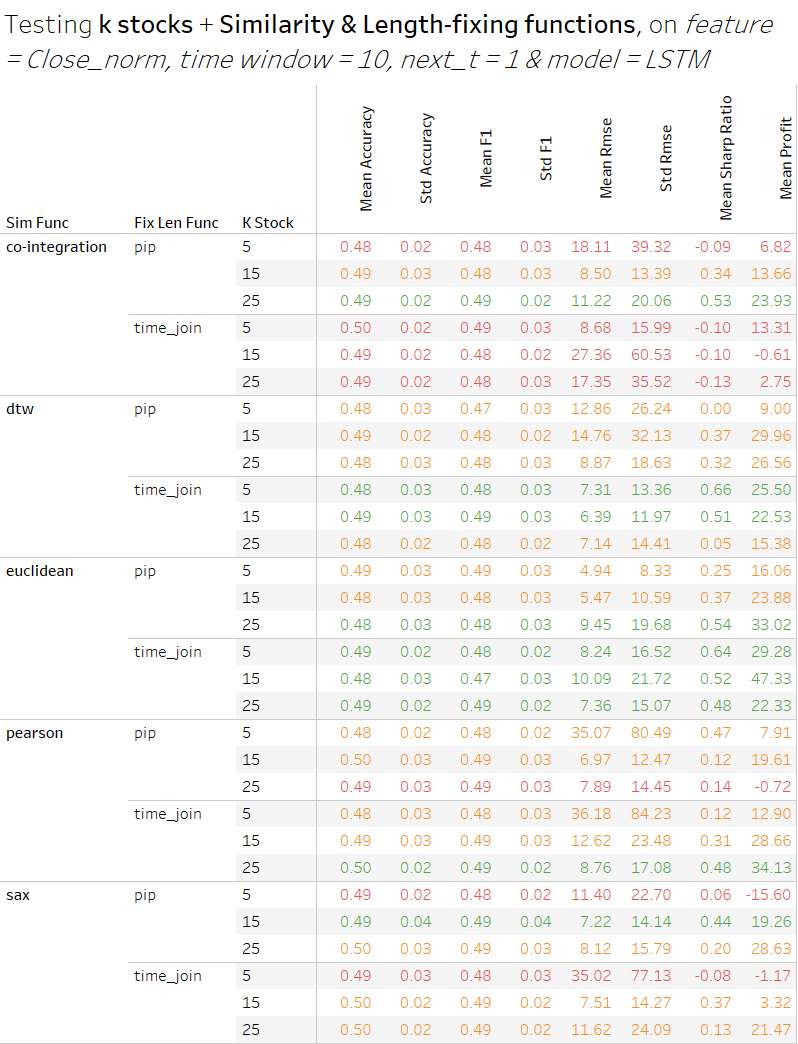 Testing k stocks + Similarity & Length-fixing functions, on feature
= Close_norm, time window = 10, next_t = 1 & model = LSTM
Sim Func Fix Len Func K Stock Mean Accuracy Std Accuracy Mean F1 Std F1 Mean Rmse Std Rmse Mean Sharp Ratio Mean Profit
co-integration pip 5 0.48 0.02 0.48 0.03 18.11 39.32 -0.09 6.82
15 0.49 0.03 0.48 0.03 8.50 13.39 0.34 13.66
25 0.49 0.02 0.49 0.02 11.22 20.06 0.53 23.93
time_join 5 0.50 0.02 0.49 0.03 8.68 15.99 -0.10 13.31
15 0.49 0.02 0.48 0.02 27.36 60.53 -0.10 -0.61
25 0.49 0.02 0.48 0.03 17.35 35.52 -0.13 2.75
dtw pip 5 0.48 0.03 0.47 0.03 12.86 26.24 0.00 9.00
15 0.49 0.02 0.48 0.02 14.76 32.13 0.37 29.96
25 0.48 0.03 0.48 0.03 8.87 18.63 0.32 26.56
time_join 5 0.48 0.03 0.48 0.03 7.31 13.36 0.66 25.50
15 0.49 0.03 0.49 0.03 6.39 11.97 0.51 22.53
25 0.48 0.02 0.48 0.02 7.14 14.41 0.05 15.38
euclidean pip 5 0.49 0.03 0.49 0.03 4.94 8.33 0.25 16.06
15 0.48 0.03 0.48 0.03 5.47 10.59 0.37 23.88
25 0.48 0.03 0.48 0.03 9.45 19.68 0.54 33.02
time_join 5 0.49 0.02 0.48 0.02 8.24 16.52 0.64 29.28
15 0.48 0.03 0.47 0.03 10.09 21.72 0.52 47.33
25 0.49 0.02 0.49 0.02 7.36 15.07 0.48 22.33
pearson pip 5 0.48 0.02 0.48 0.02 35.07 80.49 0.47 7.91
15 0.50 0.03 0.49 0.03 6.97 12.47 0.12 19.61
25 0.49 0.03 0.49 0.03 7.89 14.45 0.14 -0.72
time_join 5 0.48 0.03 0.48 0.03 36.18 84.23 0.12 12.90
15 0.49 0.03 0.49 0.03 12.62 23.48 0.31 28.66
25 0.50 0.02 0.49 0.02 8.76 17.08 0.48 34.13
sax pip 5 0.49 0.02 0.48 0.02 11.40 22.70 0.06 -15.60
15 0.49 0.04 0.49 0.04 7.22 14.14 0.44 19.26
25 0.50 0.03 0.49 0.03 8.12 15.79 0.20 28.63
time_join 5 0.49 0.03 0.48 0.03 35.02 77.13 -0.08 -1.17
15 0.50 0.02 0.49 0.02 7.51 14.27 0.37 3.32
25 0.50 0.02 0.49 0.02 11.62 24.09 0.13 21.47